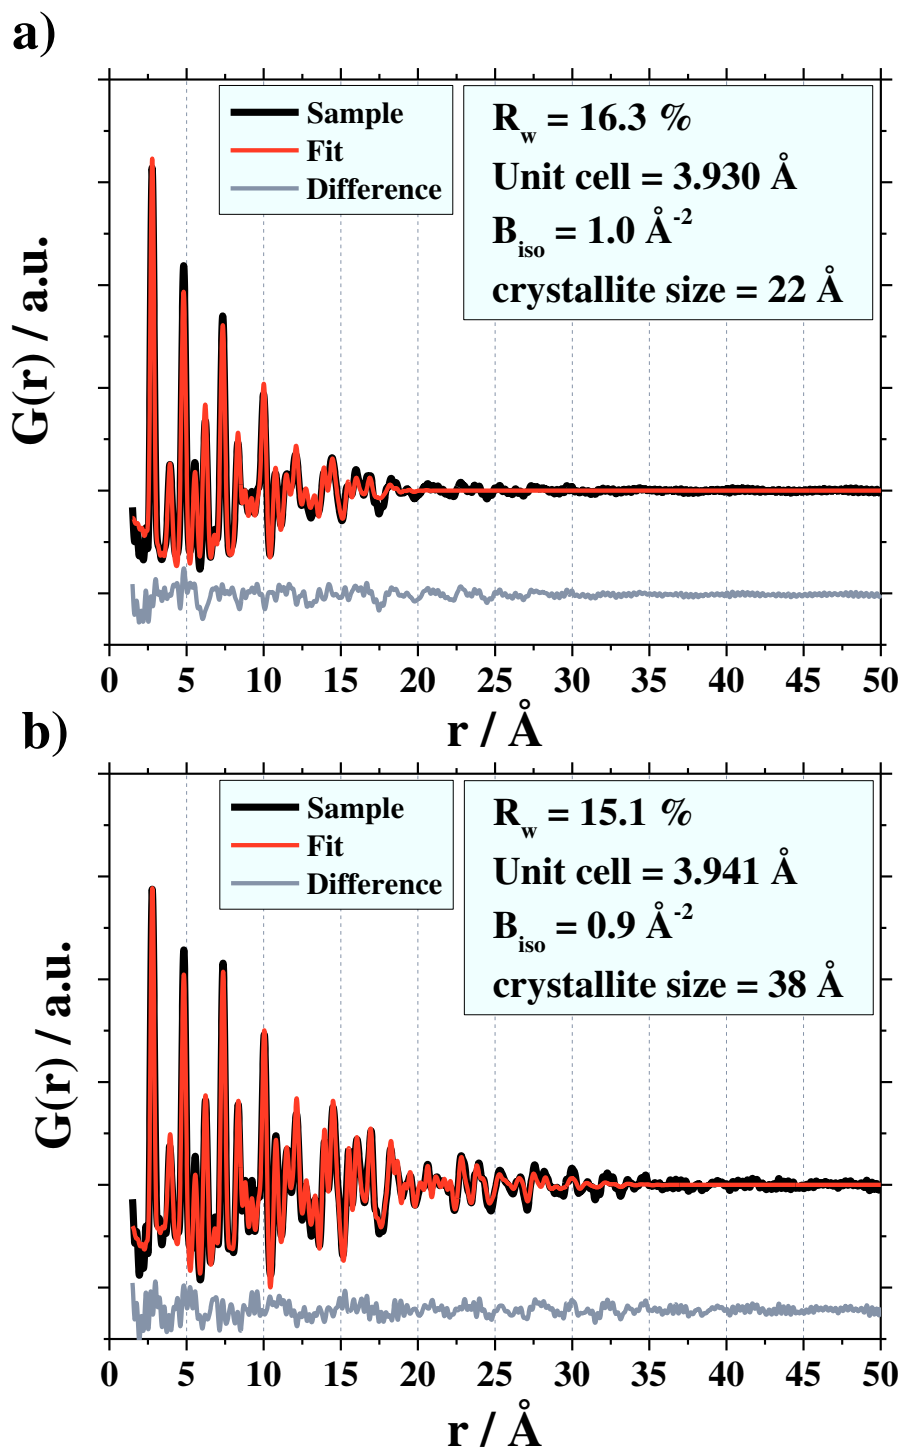 a)
Sample
Fit
Difference
R_w = 16.3 %
Unit cell = 3.930 Å
B_iso = 1.0 Å^-2
crystallite size = 22 Å
G(r) / a.u.
0 5 10 15 20 25 30 35 40 45 50
r / Å
b)
Sample
Fit
Difference
R_w = 15.1 %
Unit cell = 3.941 Å
B_iso = 0.9 Å^-2
crystallite size = 38 Å
G(r) / a.u.
0 5 10 15 20 25 30 35 40 45 50
r / Å